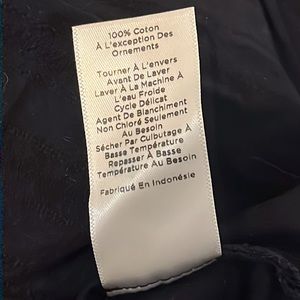 100% Coton
À L'exception Des
Ornements
Tourner À L'envers
Avant De Laver
Laver À La Machine À
L'eau Froide
Cycle Délicat
Agent De Blanchiment
Non Chloré Seulement
Au Besoin
Sécher Par Culbutage À
Basse Température
Repasser À Basse
Température Au Besoin
Fabriqué En Indonésie